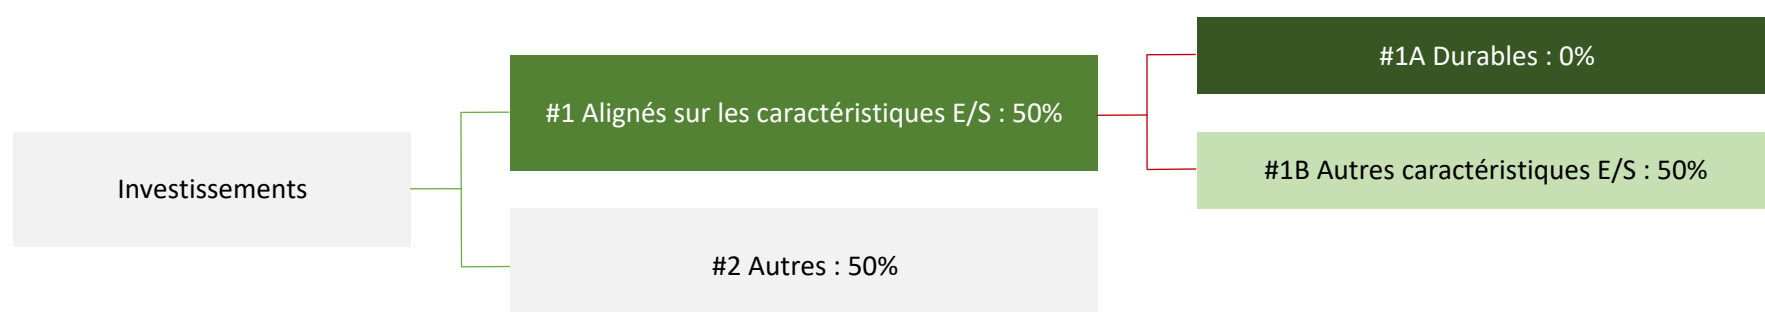 Investissements
#1 Alignés sur les caractéristiques E/S : 50%
#2 Autres : 50%
#1A Durables : 0%
#1B Autres caractéristiques E/S : 50%